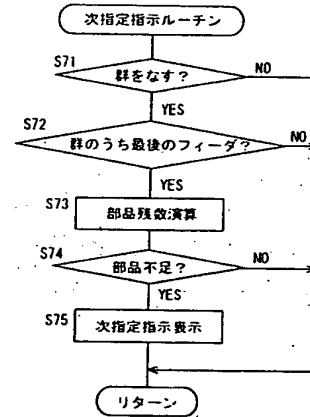 次指定指示ルーチン
S71
群をなす？
NO
YES
S72
群のうち最後のフィーダ？
NO
YES
S73
部品残数演算
S74
部品不足？
NO
YES
S75
次指定指示表示
リターン